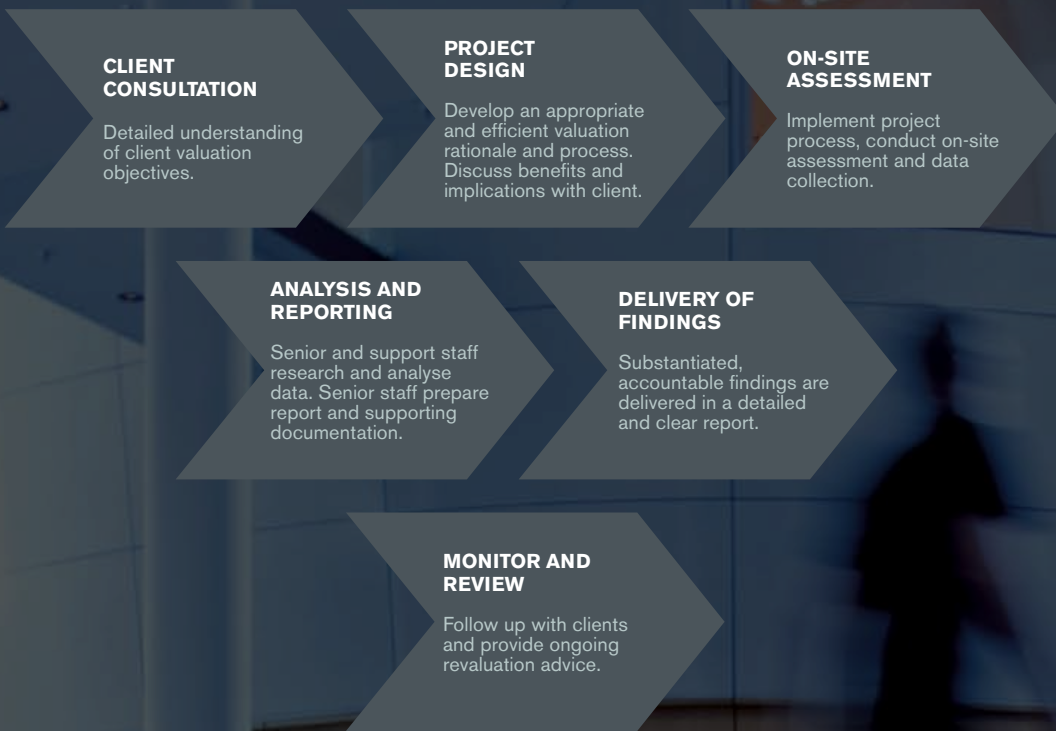 CLIENT
CONSULTATION
Detailed understanding
of client valuation
objectives.
PROJECT
DESIGN
Develop an appropriate
and efficient valuation
rationale and process.
Discuss benefits and
implications with client.
ON-SITE
ASSESSMENT
Implement project
process, conduct on-site
assessment and data
collection.
ANALYSIS AND
REPORTING
Senior and support staff
research and analyse
data. Senior staff prepare
report and supporting
documentation.
DELIVERY OF
FINDINGS
Substantiated,
accountable findings are
delivered in a detailed
and clear report.
MONITOR AND
REVIEW
Follow up with clients
and provide ongoing
revaluation advice.